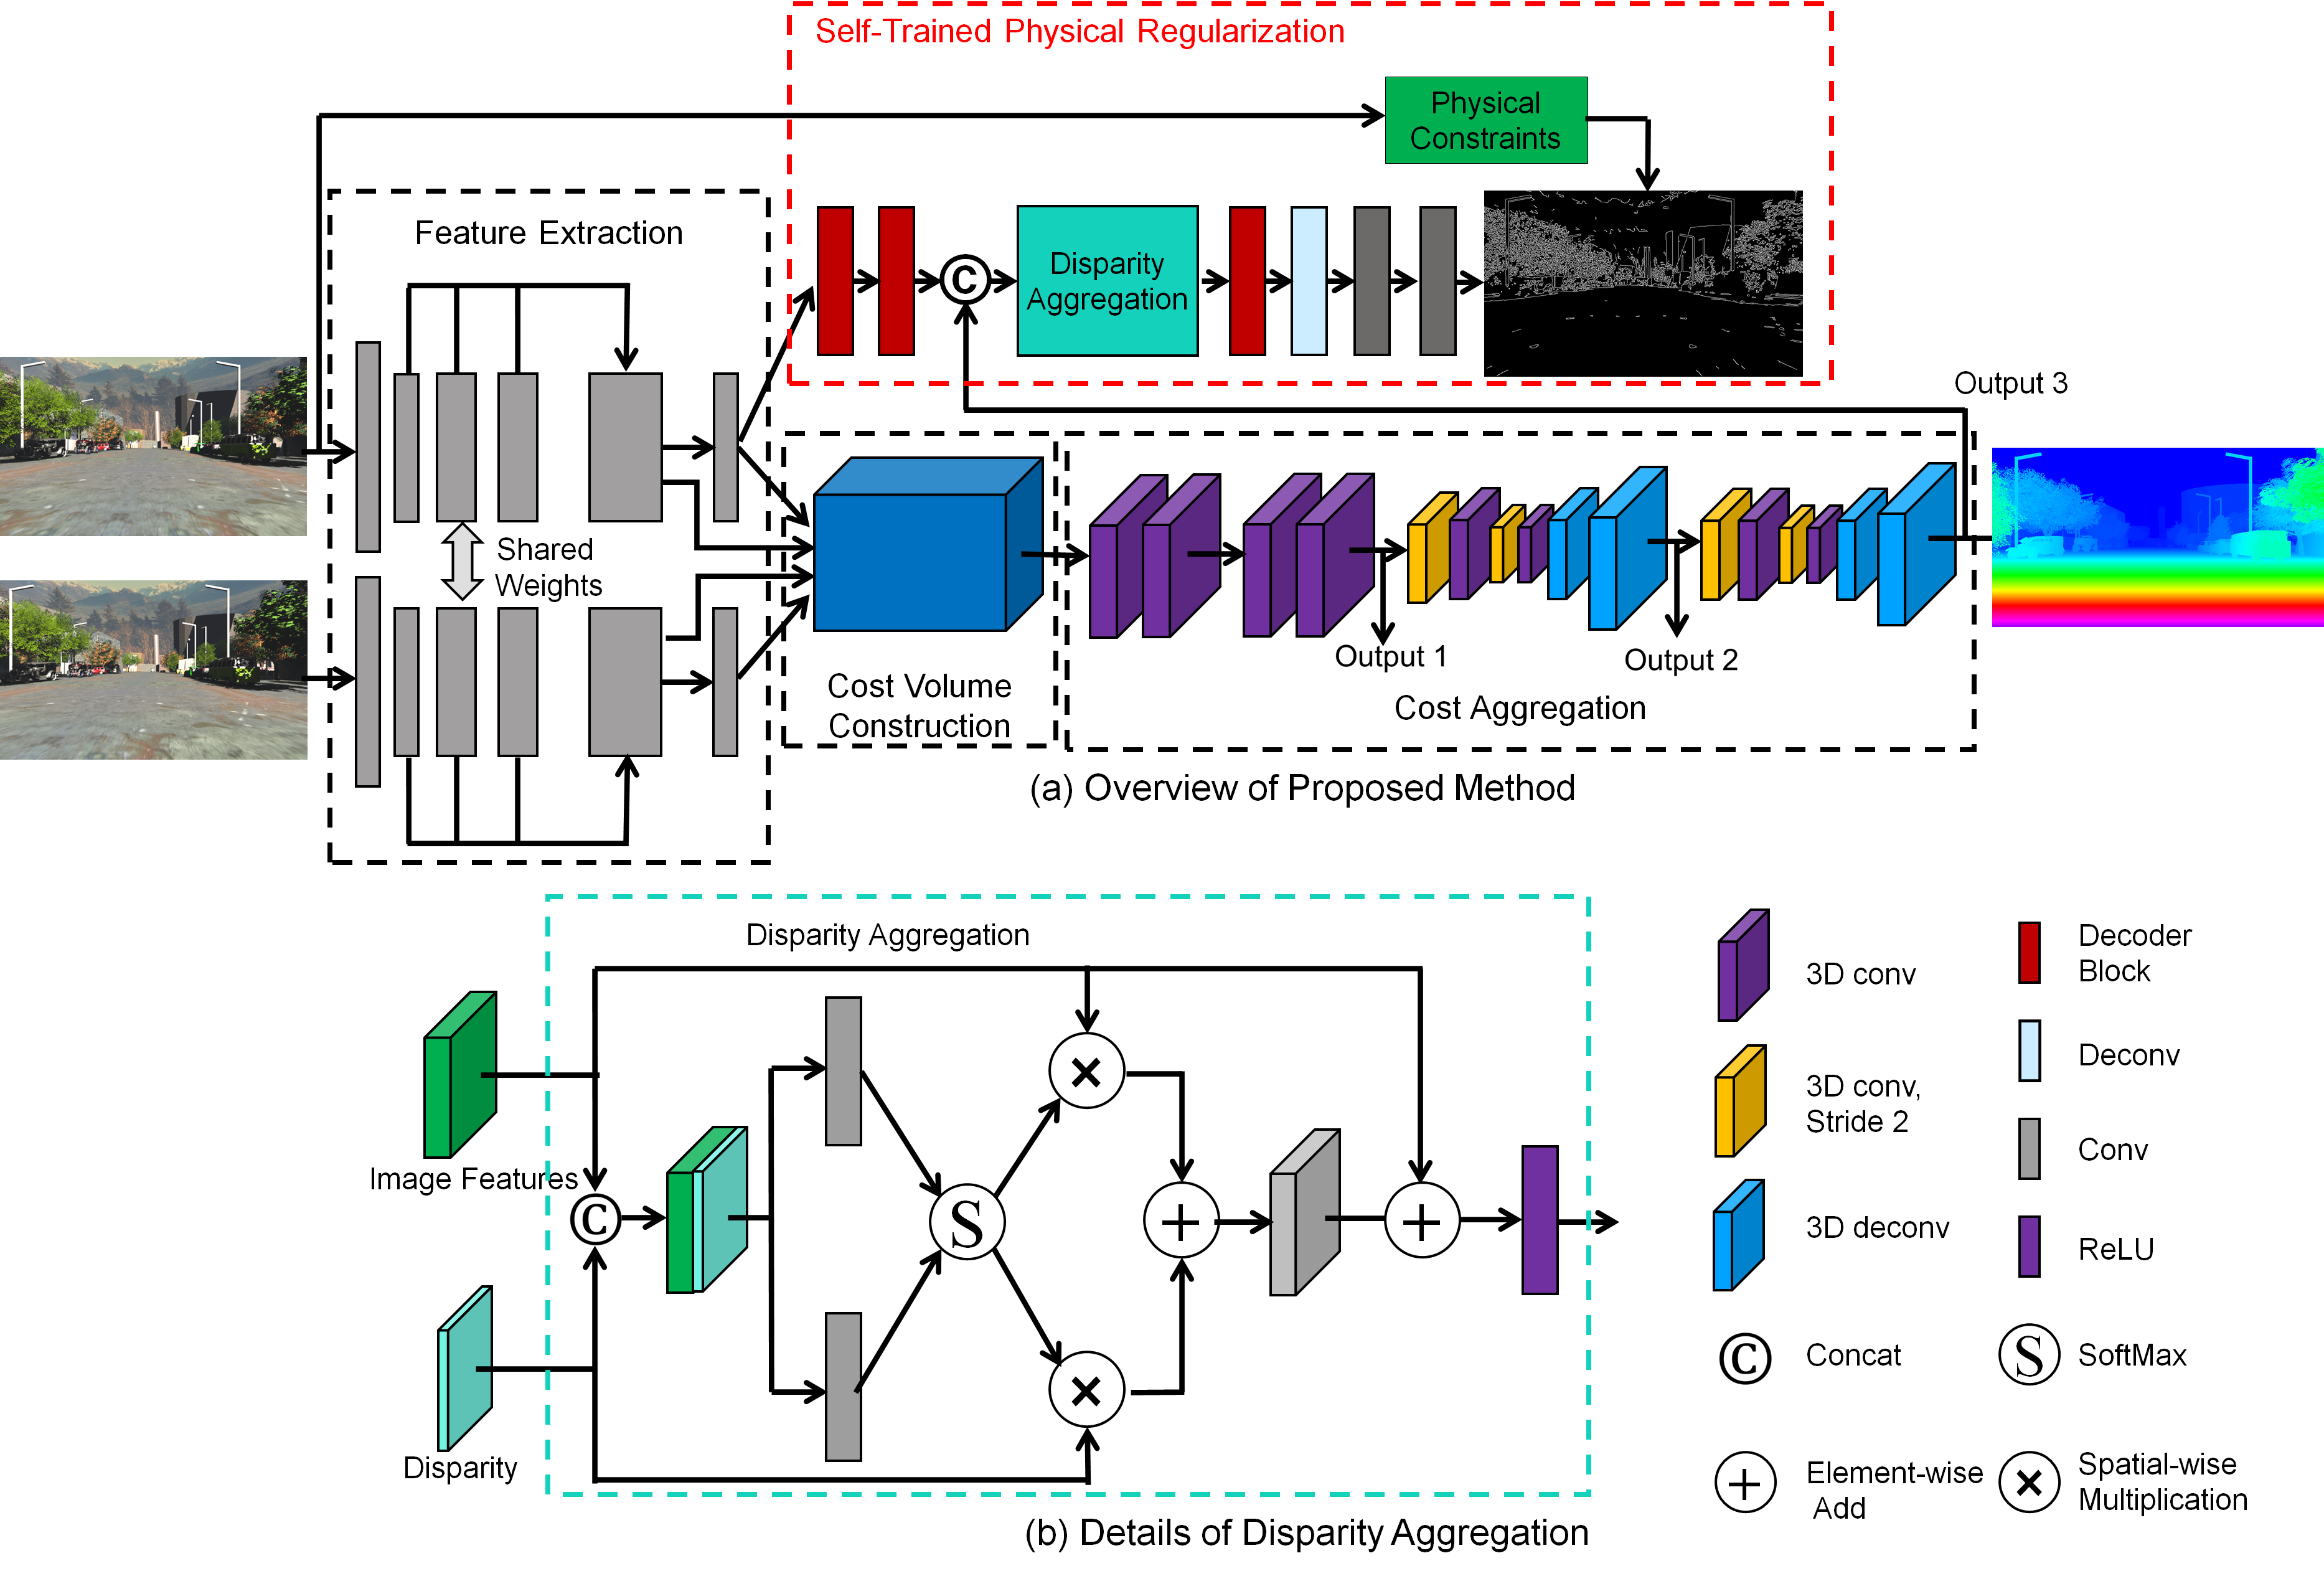 Self-Trained Physical Regularization
Physical
Constraints
Feature Extraction
C
Disparity
Aggregation
Output 3
Shared
Weights
Output 1
Output 2
Cost Volume
Construction
Cost Aggregation
(a) Overview of Proposed Method
Disparity Aggregation
Image Features
C
S
×
+
×
+
Disparity
3D conv
Decoder
Block
3D conv,
Stride 2
Deconv
Conv
3D deconv
ReLU
C
Concat
S
SoftMax
+
Element-wise
Add
×
Spatial-wise
Multiplication
(b) Details of Disparity Aggregation